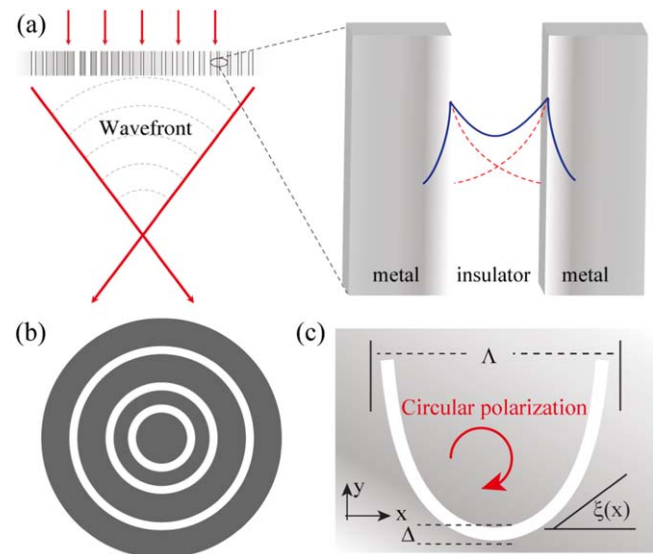 (a)
Wavefront
metal
insulator
metal
(b)
(c)
Λ
Circular polarization
y
x
Δ
ξ(x)